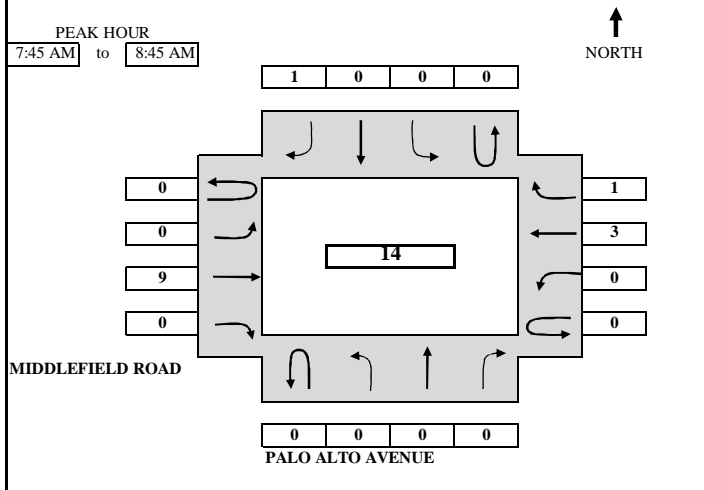 PEAK HOUR
7:45 AM to 8:45 AM
NORTH
1 0 0 0
0 1
0 3
14
9 0
0 0
MIDDLEFIELD ROAD
0 0 0 0
PALO ALTO AVENUE